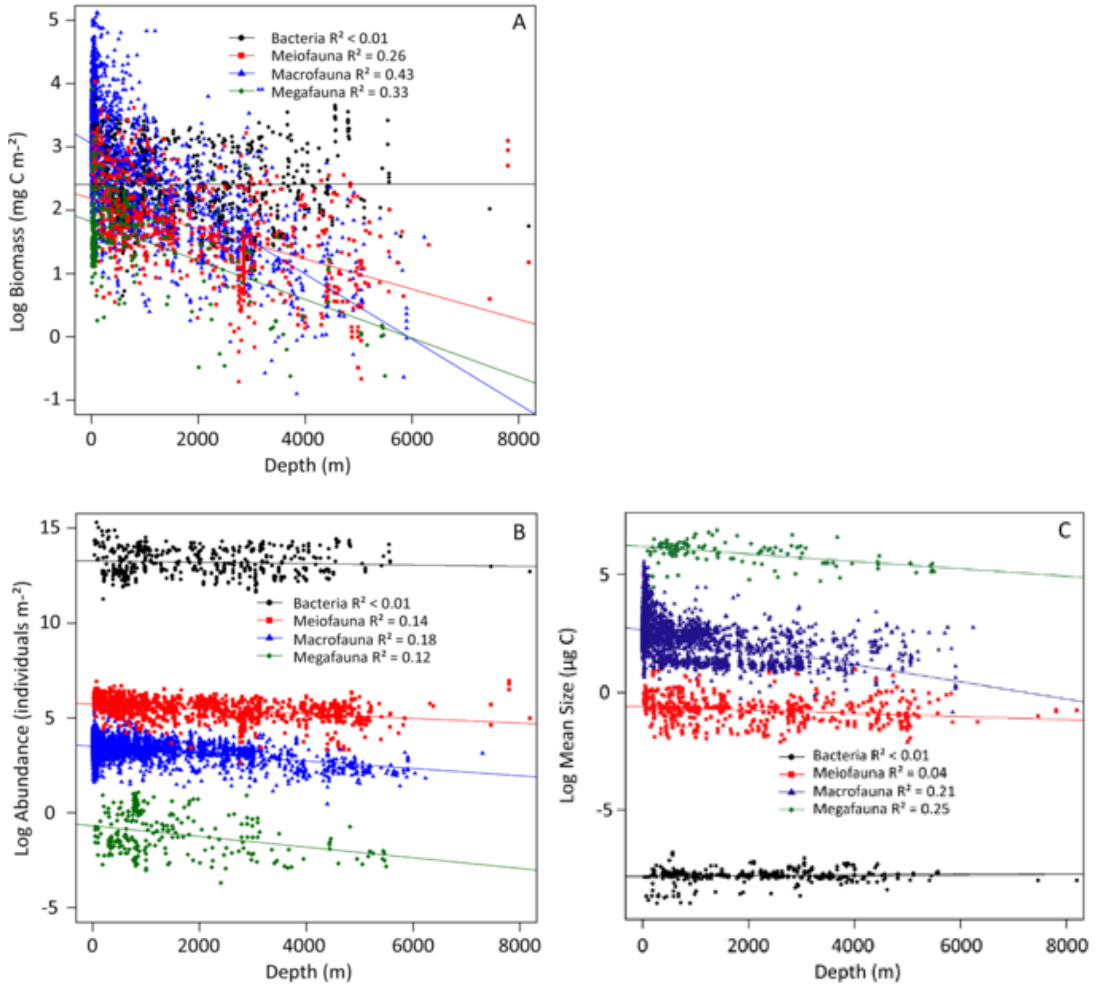 A
Bacteria R² < 0.01
Meiofauna R² = 0.26
Macrofauna R² = 0.43
Megafauna R² = 0.33
Log Biomass (mg C m-²)
5
4
3
2
1
0
-1
0 2000 4000 6000 8000
Depth (m)
B
Bacteria R² < 0.01
Meiofauna R² = 0.14
Macrofauna R² = 0.18
Megafauna R² = 0.12
Log Abundance (individuals m-²)
15
10
5
0
-5
0 2000 4000 6000 8000
Depth (m)
C
Log Mean Size (µg C)
5
0
-5
Bacteria R² < 0.01
Meiofauna R² = 0.04
Macrofauna R² = 0.21
Megafauna R² = 0.25
0 2000 4000 6000 8000
Depth (m)